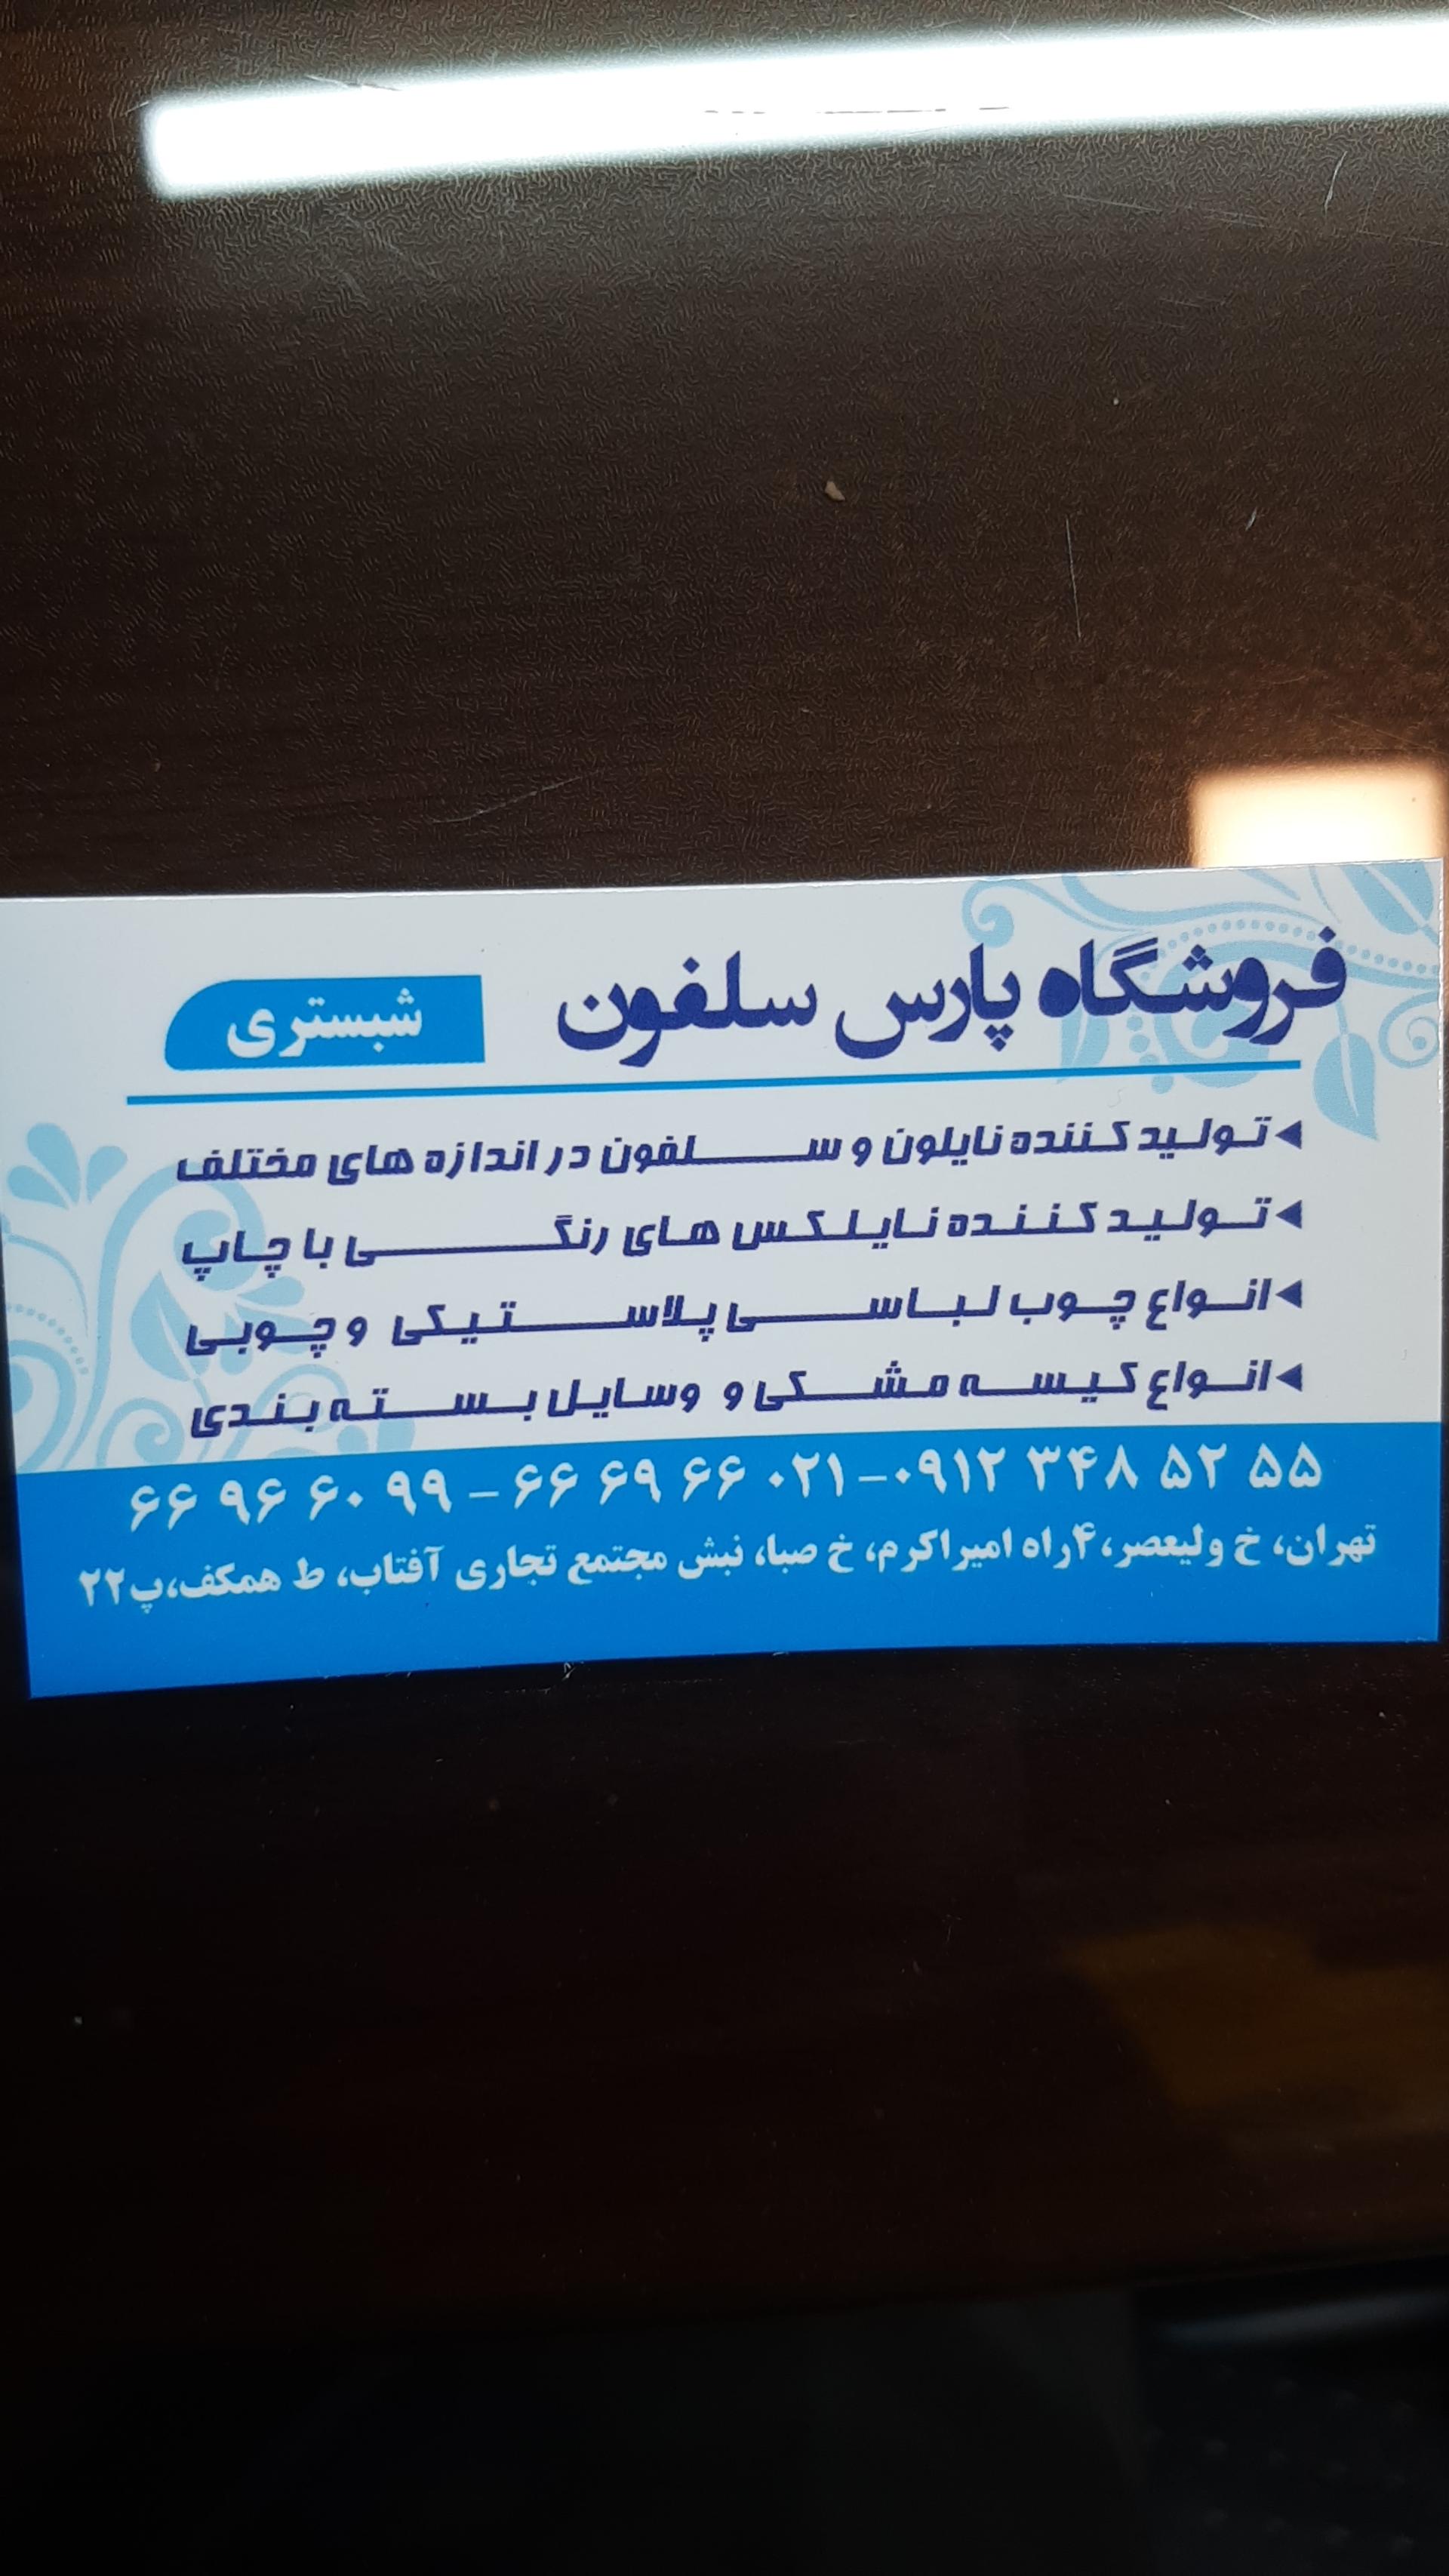 فروشگاه پارس سلفون
شبستری
تولید کننده نایلون و سلفون در اندازه های مختلف
تولید کننده نایلکس های رنگی با چاپ
انواع چوب لباسی پلاستیکی و چوبی
انواع کیسه مشکی و وسایل بسته بندی
۶۶ ۹۶ ۶۰ ۹۹ – ۶۶ ۶۹ ۶۶ ۰۲۱–۰۹۱۲ ۳۴۸ ۵۲ ۵۵
تهران، خ ولیعصر، ۴راه امیراکرم، خ صبا، نبش مجتمع تجاری آفتاب، ط همکف، پ۲۲